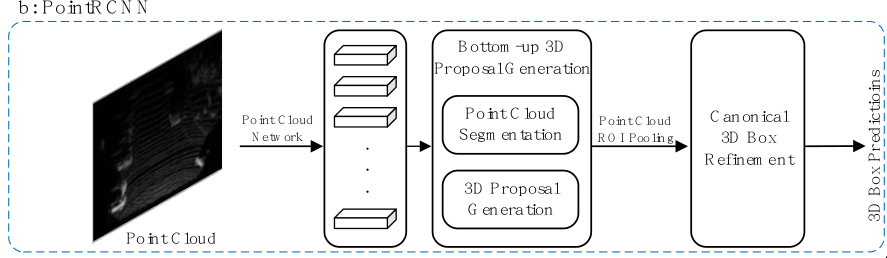 b: PointRCNN
Point Cloud
Point Cloud
Network
Bottom-up 3D
Proposal Generation
Point Cloud
Segmentation
3D Proposal
Generation
Point Cloud
ROI Pooling
Canonical
3D Box
Refinement
3D Box Predictioins